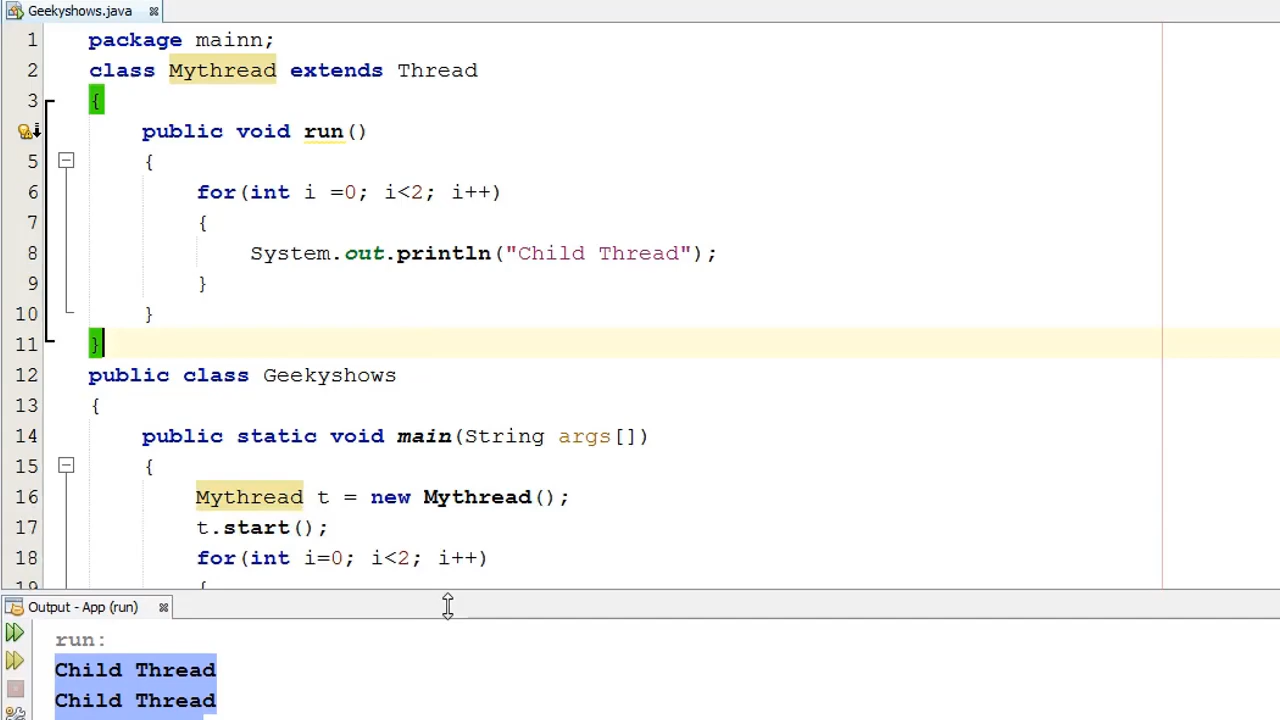 Geekyshows.java
1 package mainn;
2 class Mythread extends Thread
3 {
public void run()
5 {
6 for(int i =0; i<2; i++)
7 {
8 System.out.println("Child Thread");
9 }
10 }
11 }
12 public class Geekyshows
13 {
14 public static void main(String args[])
15 {
16 Mythread t = new Mythread();
17 t.start();
18 for(int i=0; i<2; i++)
19 {
Output - App (run)
run:
Child Thread
Child Thread